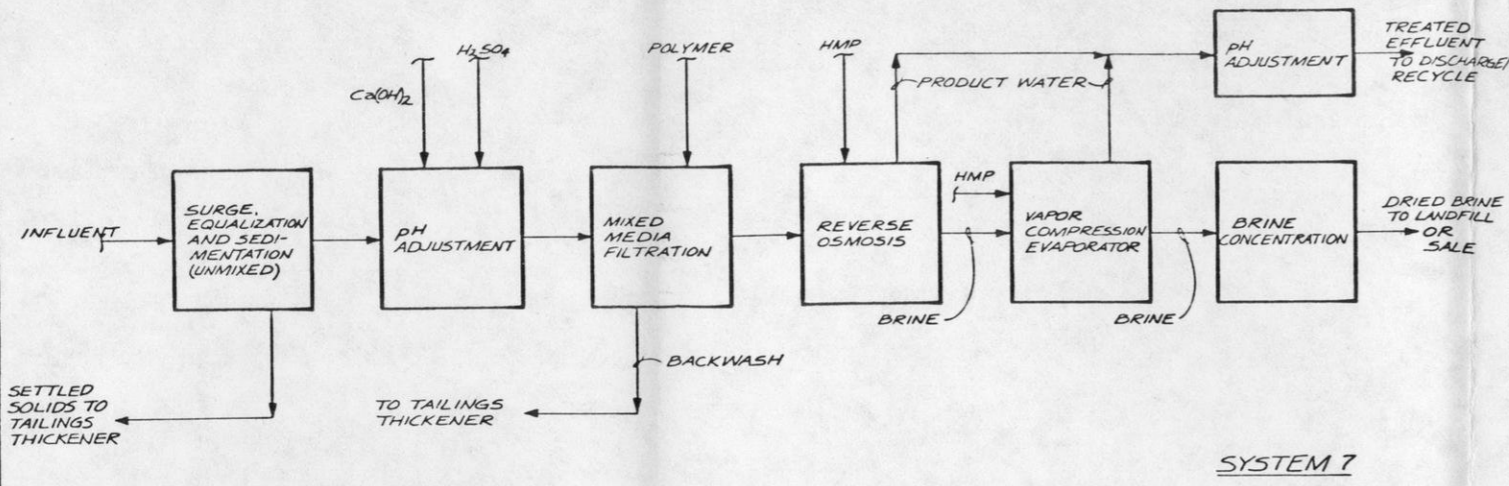 INFLUENT
SURGE,
EQUALIZATION
AND SEDI-
MENTATION
(UNMIXED)
SETTLED
SOLIDS TO
TAILINGS
THICKENER
Ca(OH)2
H2SO4
pH
ADJUSTMENT
POLYMER
MIXED
MEDIA
FILTRATION
BACKWASH
TO TAILINGS
THICKENER
HMP
REVERSE
OSMOSIS
BRINE
PRODUCT WATER
HMP
VAPOR
COMPRESSION
EVAPORATOR
BRINE
pH
ADJUSTMENT
TREATED
EFFLUENT
TO DISCHARGE/
RECYCLE
BRINE
CONCENTRATION
DRIED BRINE
TO LANDFILL
OR
SALE
SYSTEM 7